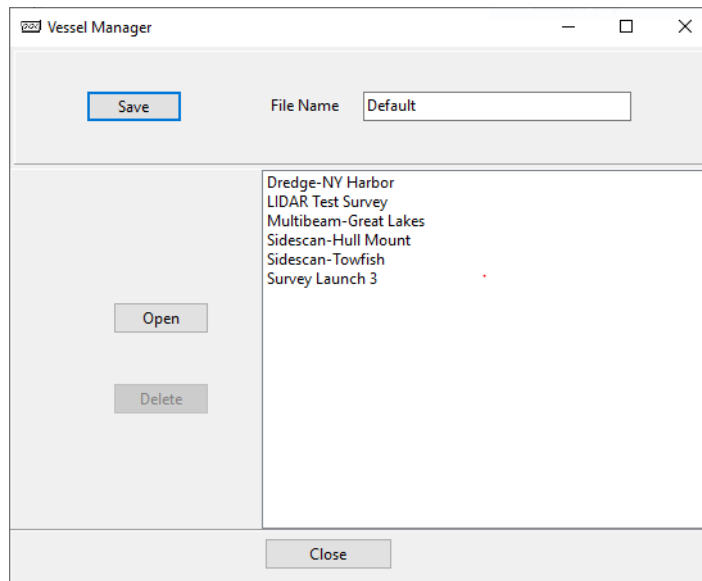 Vessel Manager
Save
File Name
Default
Dredge-NY Harbor
LIDAR Test Survey
Multibeam-Great Lakes
Sidescan-Hull Mount
Sidescan-Towfish
Survey Launch 3
Open
Delete
Close